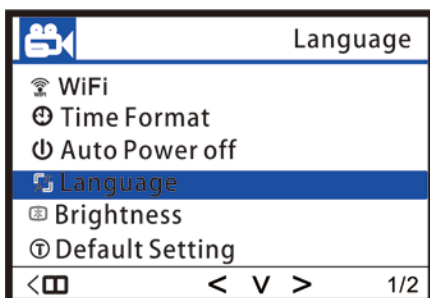 Language
WiFi
Time Format
Auto Power off
Language
Brightness
Default Setting
< < V > 1/2